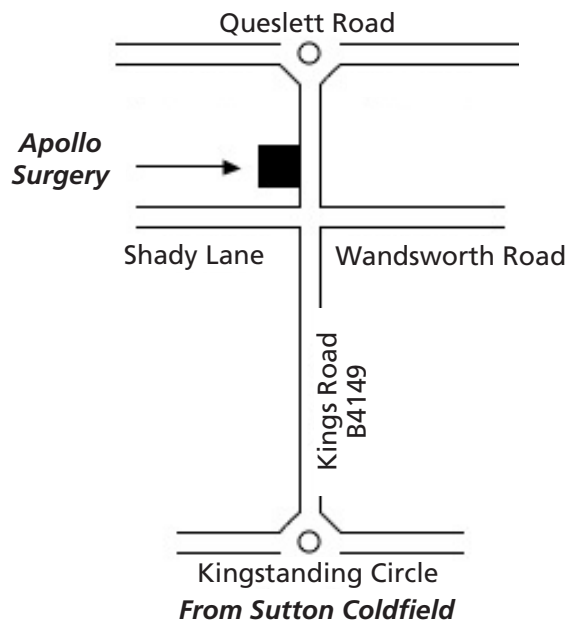 Queslett Road
Apollo
Surgery
Shady Lane
Wandsworth Road
Kings Road
B4149
Kingstanding Circle
From Sutton Coldfield